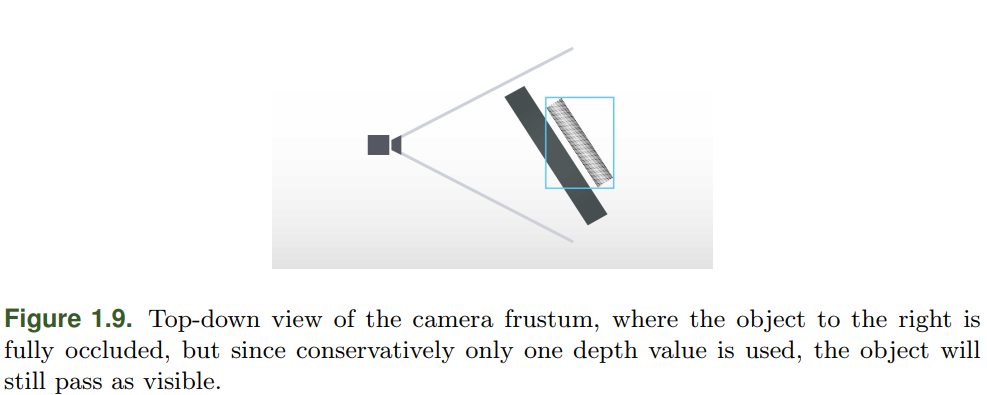 Figure 1.9. Top-down view of the camera frustum, where the object to the right is
fully occluded, but since conservatively only one depth value is used, the object will
still pass as visible.